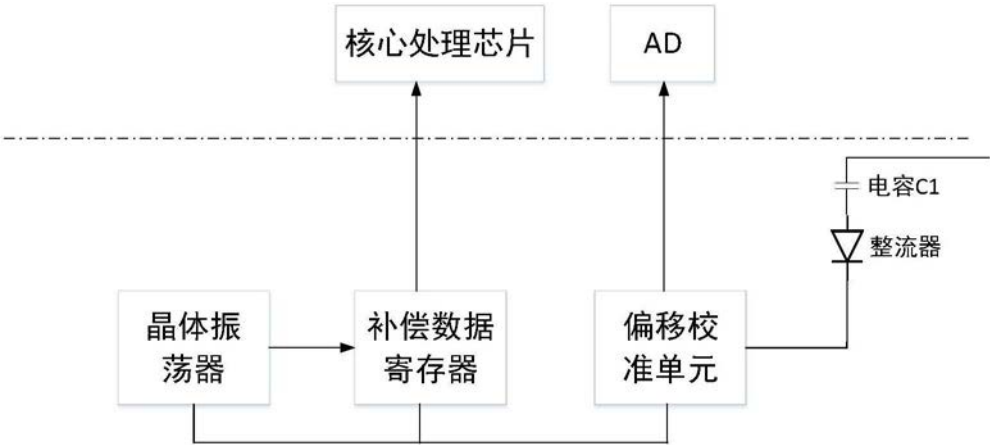 核心处理芯片
AD
电容C1
整流器
晶体振
荡器
补偿数据
寄存器
偏移校
准单元